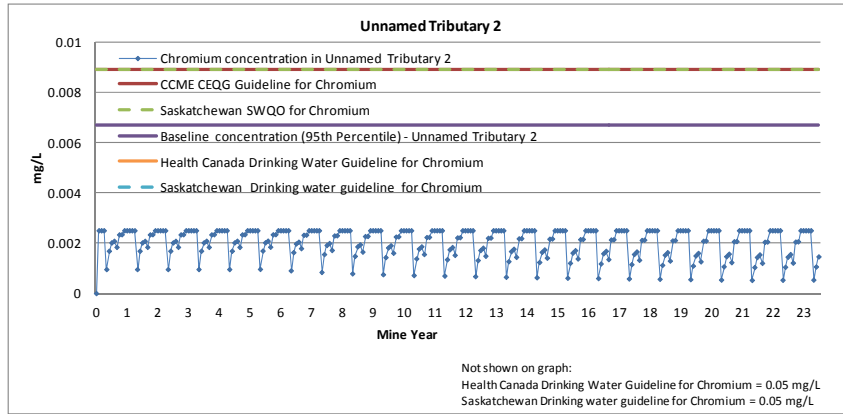 Unnamed Tributary 2
0.01
0.008
0.006
0.004
0.002
0
mg/L
Chromium concentration in Unnamed Tributary 2
CCME CEQG Guideline for Chromium
Saskatchewan SWQO for Chromium
Baseline concentration (95th Percentile) - Unnamed Tributary 2
Health Canada Drinking Water Guideline for Chromium
Saskatchewan Drinking water guideline for Chromium
0 1 2 3 4 5 6 7 8 9 10 11 12 13 14 15 16 17 18 19 20 21 22 23
Mine Year
Not shown on graph:
Health Canada Drinking Water Guideline for Chromium = 0.05 mg/L
Saskatchewan Drinking water guideline for Chromium = 0.05 mg/L